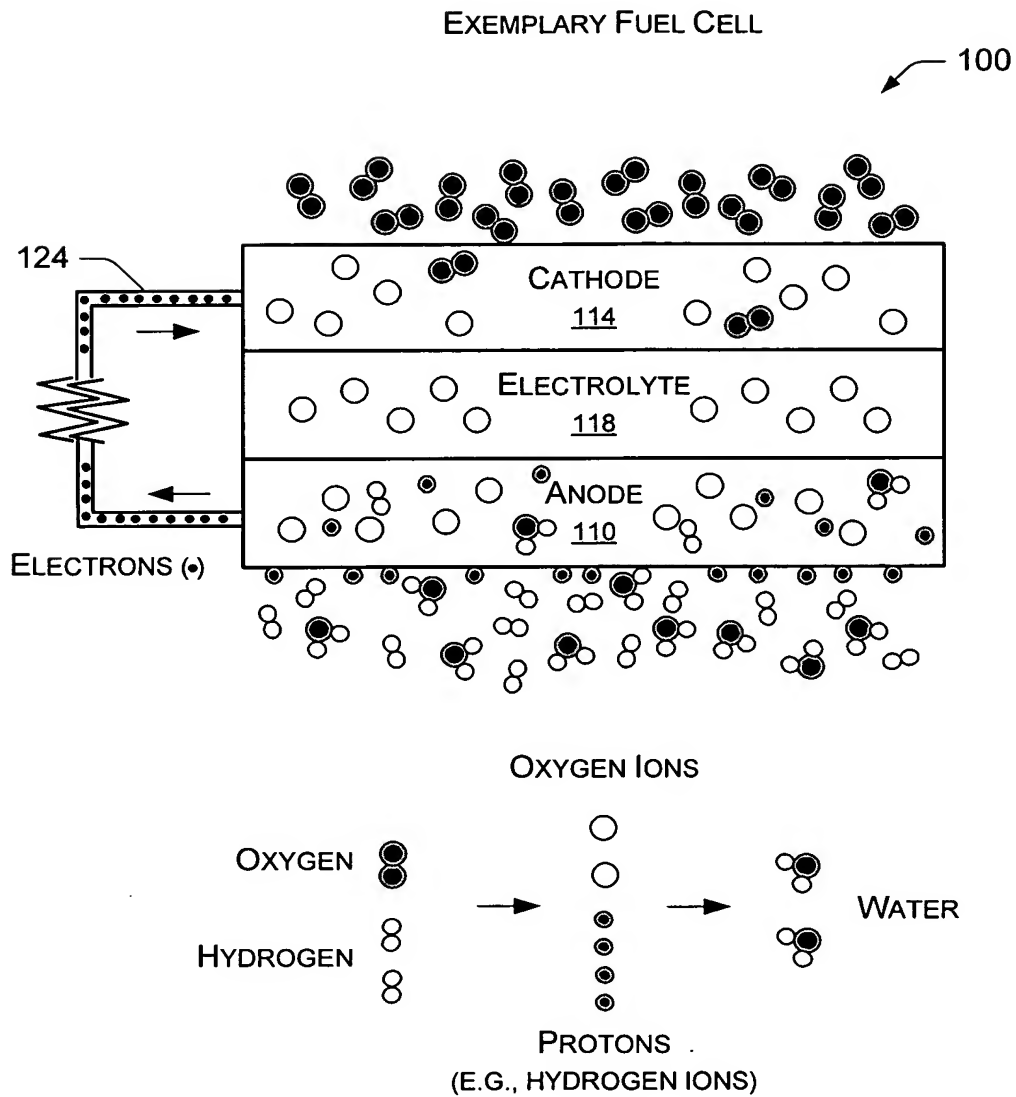 EXEMPLARY FUEL CELL
100
124
CATHODE
114
ELECTROLYTE
118
ANODE
110
ELECTRONS (•)
OXYGEN IONS
OXYGEN
WATER
HYDROGEN
PROTONS
(E.G., HYDROGEN IONS)